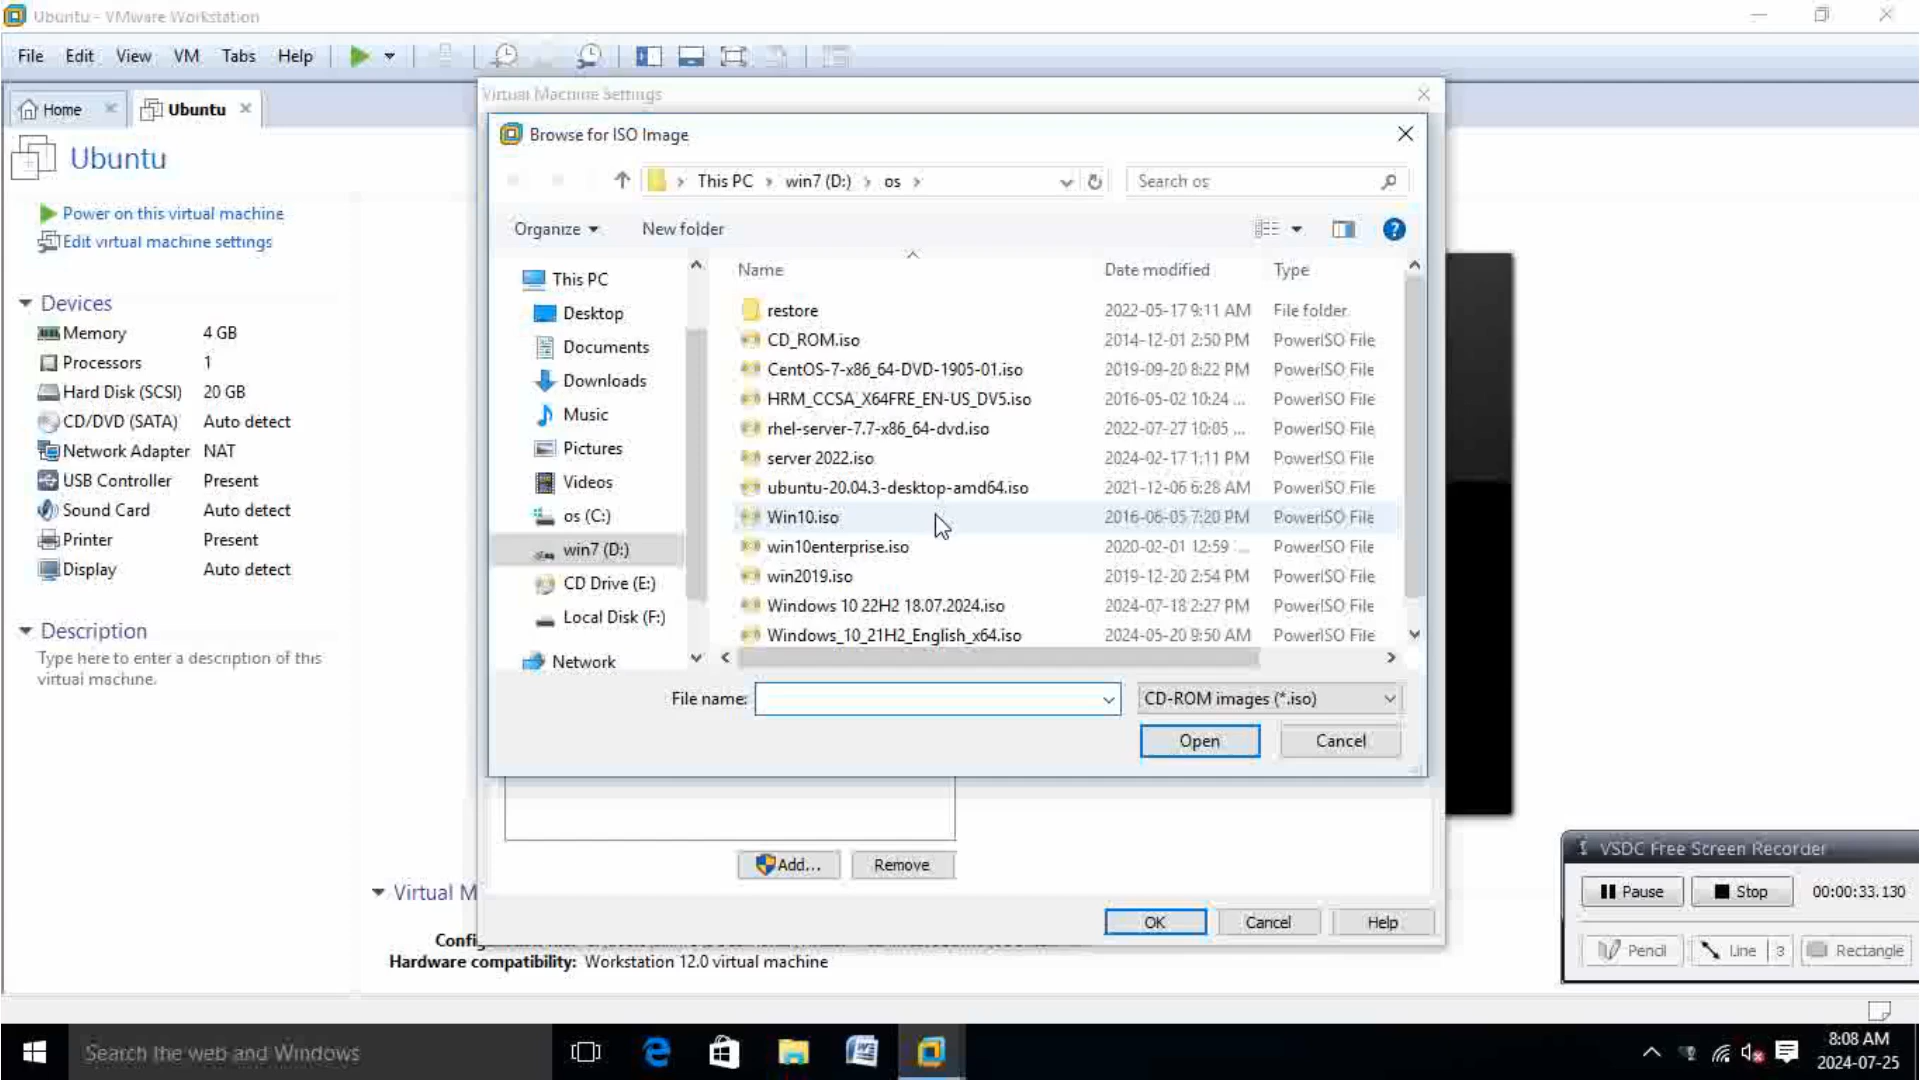 Ubuntu - VMware Workstation
File Edit View VM Tabs Help
Home Ubuntu
Ubuntu
Power on this virtual machine
Edit virtual machine settings
Devices
Memory 4 GB
Processors 1
Hard Disk (SCSI) 20 GB
CD/DVD (SATA) Auto detect
Network Adapter NAT
USB Controller Present
Sound Card Auto detect
Printer Present
Display Auto detect
Description
Type here to enter a description of this
virtual machine.
Virtual Machine Settings
Browse for ISO Image
This PC win7 (D:) os
Search os
Organize New folder
This PC
Desktop
Documents
Downloads
Music
Pictures
Videos
os (C:)
win7 (D:)
CD Drive (E:)
Local Disk (F:)
Network
Name Date modified Type
restore 2022-05-17 9:11 AM File folder
CD_ROM.iso 2014-12-01 2:50 PM PowerISO File
CentOS-7-x86_64-DVD-1905-01.iso 2019-09-20 8:22 PM PowerISO File
HRM_CCSA_X64FRE_EN-US_DV5.iso 2016-05-02 10:24 ... PowerISO File
rhel-server-7.7-x86_64-dvd.iso 2022-07-27 10:05 ... PowerISO File
server 2022.iso 2024-02-17 1:11 PM PowerISO File
ubuntu-20.04.3-desktop-amd64.iso 2021-12-06 6:28 AM PowerISO File
Win10.iso 2016-06-05 7:20 PM PowerISO File
win10enterprise.iso 2020-02-01 12:59 ... PowerISO File
win2019.iso 2019-12-20 2:54 PM PowerISO File
Windows 10 22H2 18.07.2024.iso 2024-07-18 2:27 PM PowerISO File
Windows_10_21H2_English_x64.iso 2024-05-20 9:50 AM PowerISO File
File name: CD-ROM images (*.iso)
Open Cancel
Add... Remove
OK Cancel Help
Virtual M
Confi
Hardware compatibility: Workstation 12.0 virtual machine
VSDC Free Screen Recorder
Pause Stop 00:00:33.130
Pencil Line 3 Rectangle
Search the web and Windows
8:08 AM
2024-07-25